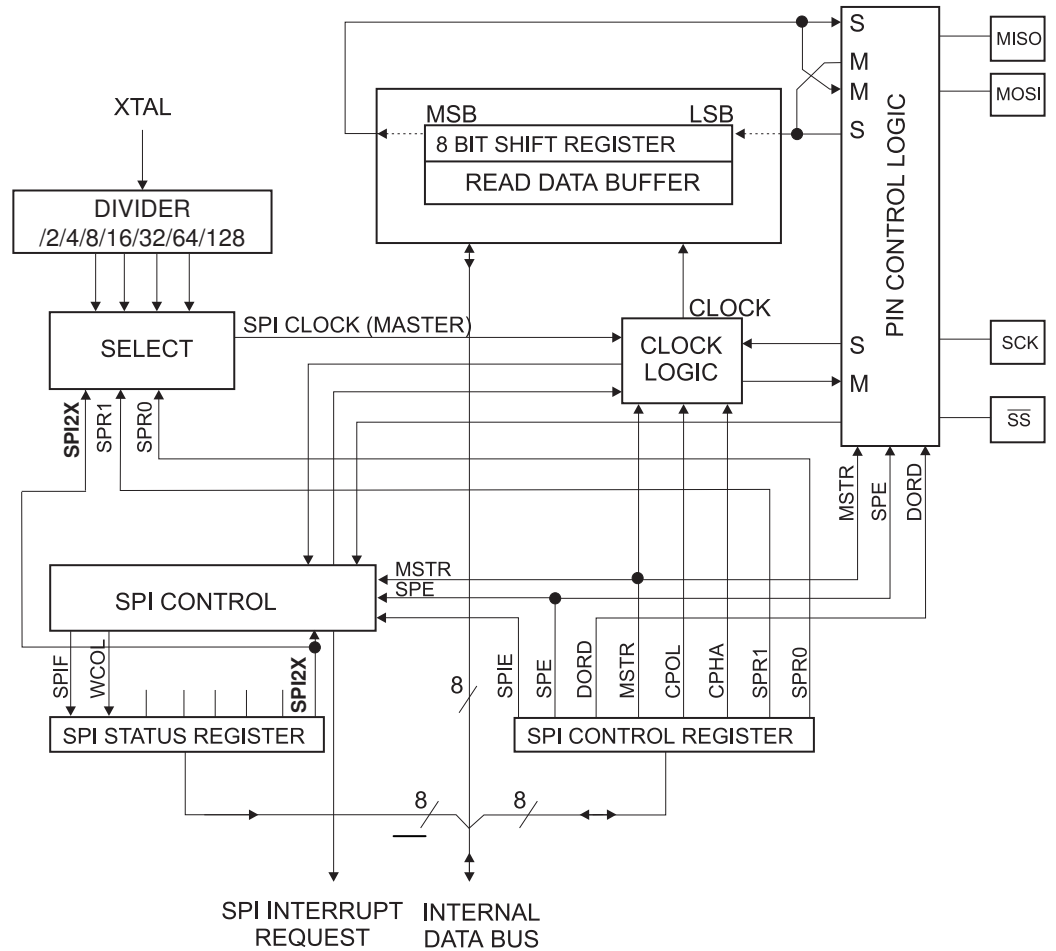 S
MISO
M
M
MOSI
S
PIN CONTROL LOGIC
MSB
LSB
8 BIT SHIFT REGISTER
READ DATA BUFFER
XTAL
DIVIDER
/2/4/8/16/32/64/128
SELECT
SPI CLOCK (MASTER)
CLOCK
CLOCK
LOGIC
S
M
SCK
SS
SPI2X
SPR1
SPR0
MSTR
SPE
DORD
MSTR
SPE
SPI CONTROL
SPIF
WCOL
SPI2X
SPI STATUS REGISTER
8
SPIE
SPE
DORD
MSTR
CPOL
CPHA
SPR1
SPR0
SPI CONTROL REGISTER
8
8
SPI INTERRUPT
REQUEST
INTERNAL
DATA BUS